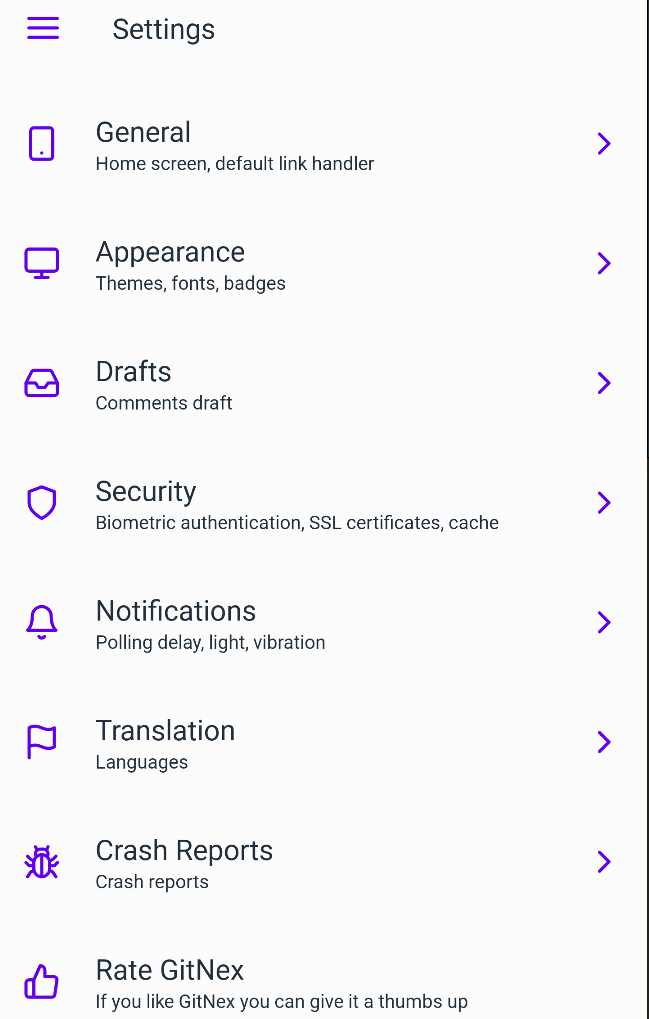 Settings
General
Home screen, default link handler
Appearance
Themes, fonts, badges
Drafts
Comments draft
Security
Biometric authentication, SSL certificates, cache
Notifications
Polling delay, light, vibration
Translation
Languages
Crash Reports
Crash reports
Rate GitNex
If you like GitNex you can give it a thumbs up